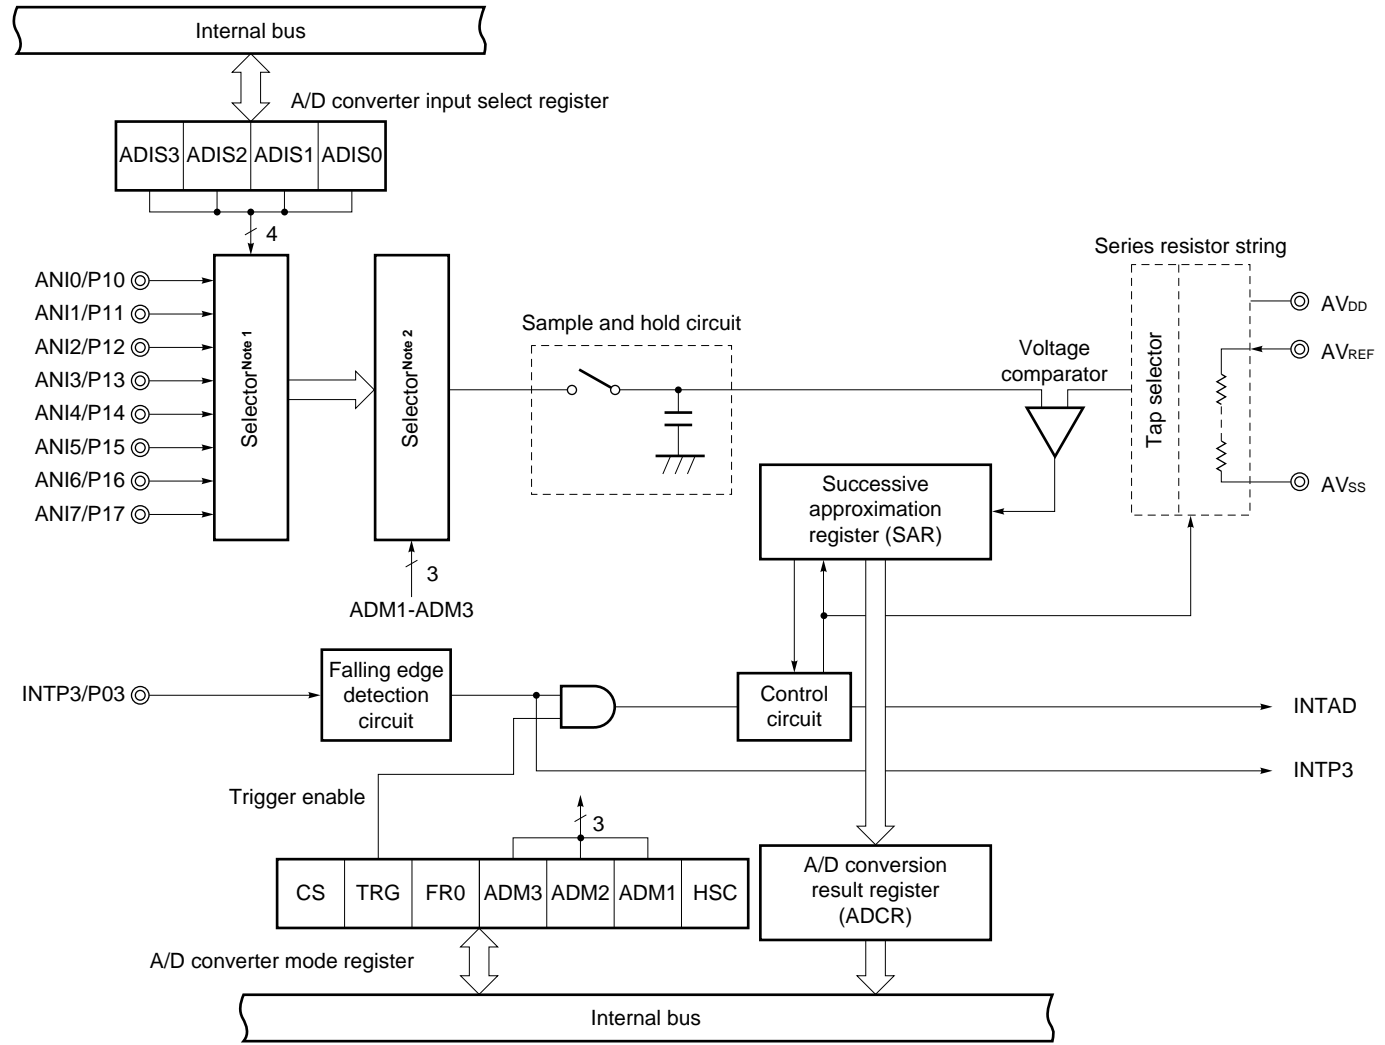 Internal bus
A/D converter input select register
ADIS3 ADIS2 ADIS1 ADIS0
4
Series resistor string
ANI0/P10
ANI1/P11
ANI2/P12
ANI3/P13
ANI4/P14
ANI5/P15
ANI6/P16
ANI7/P17
Selector Note 1
Selector Note 2
Sample and hold circuit
Voltage
comparator
Tap selector
AVDD
AVREF
AVSS
Successive
approximation
register (SAR)
3
ADM1-ADM3
INTP3/P03
Falling edge
detection
circuit
Control
circuit
INTAD
INTP3
Trigger enable
3
CS TRG FR0 ADM3 ADM2 ADM1 HSC
A/D conversion
result register
(ADCR)
A/D converter mode register
Internal bus